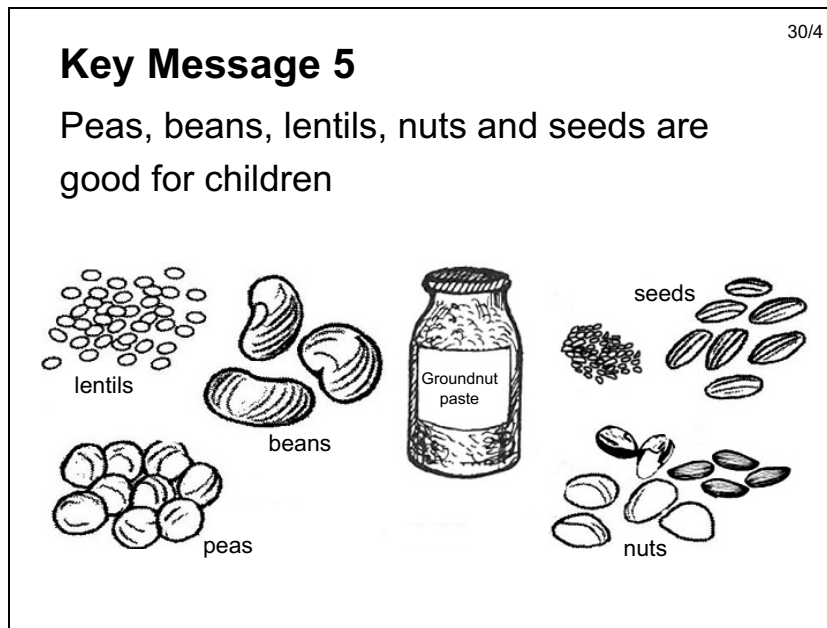 30/4
Key Message 5
Peas, beans, lentils, nuts and seeds are
good for children
seeds
lentils
Groundnut
paste
beans
peas
nuts